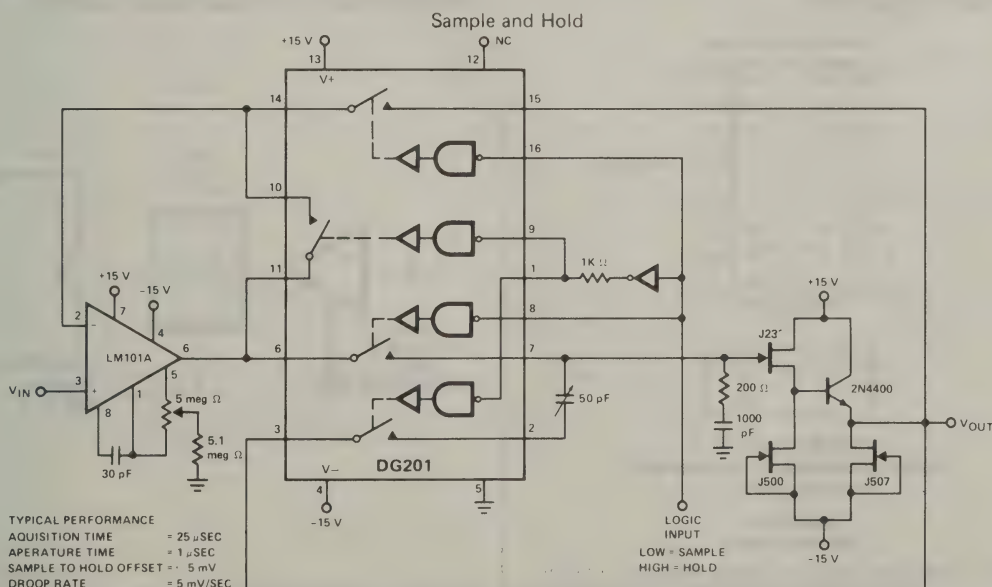 Sample and Hold
+15 V
NC
13
12
V+
14
15
16
10
9
11
1
1K Ω
8
+15 V
-15 V
+15 V
2
7
4
-
LM101A
6
6
7
5
VIN
3
+
8
1
5 meg Ω
5.1
meg Ω
30 pF
50 pF
200 Ω
1000
pF
2N4400
VOUT
3
2
DG201
V-
4
5
-15 V
J500
J507
-15 V
LOGIC
INPUT
LOW = SAMPLE
HIGH = HOLD
TYPICAL PERFORMANCE
AQUISITION TIME = 25 μSEC
APERATURE TIME = 1 μSEC
SAMPLE TO HOLD OFFSET = 5 mV
DROOP RATE = 5 mV/SEC